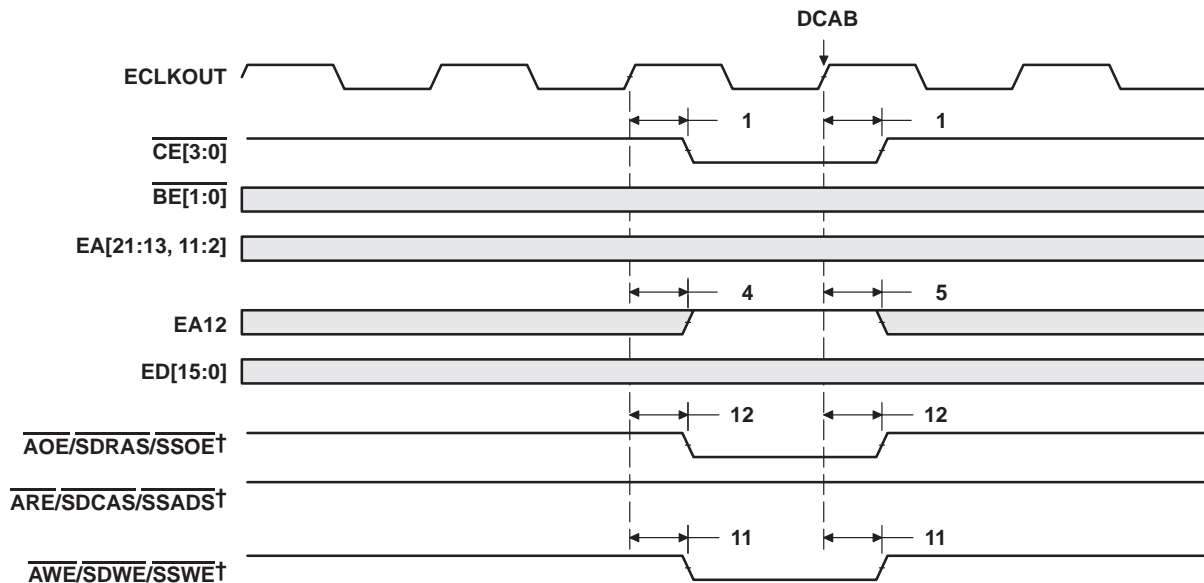 DCAB
ECLKOUT
1 1
CE[3:0]
BE[1:0]
EA[21:13, 11:2]
4 5
EA12
ED[15:0]
12 12
AOE/SDRAS/SSOE†
ARE/SDCAS/SSADS†
11 11
AWE/SDWE/SSWE†